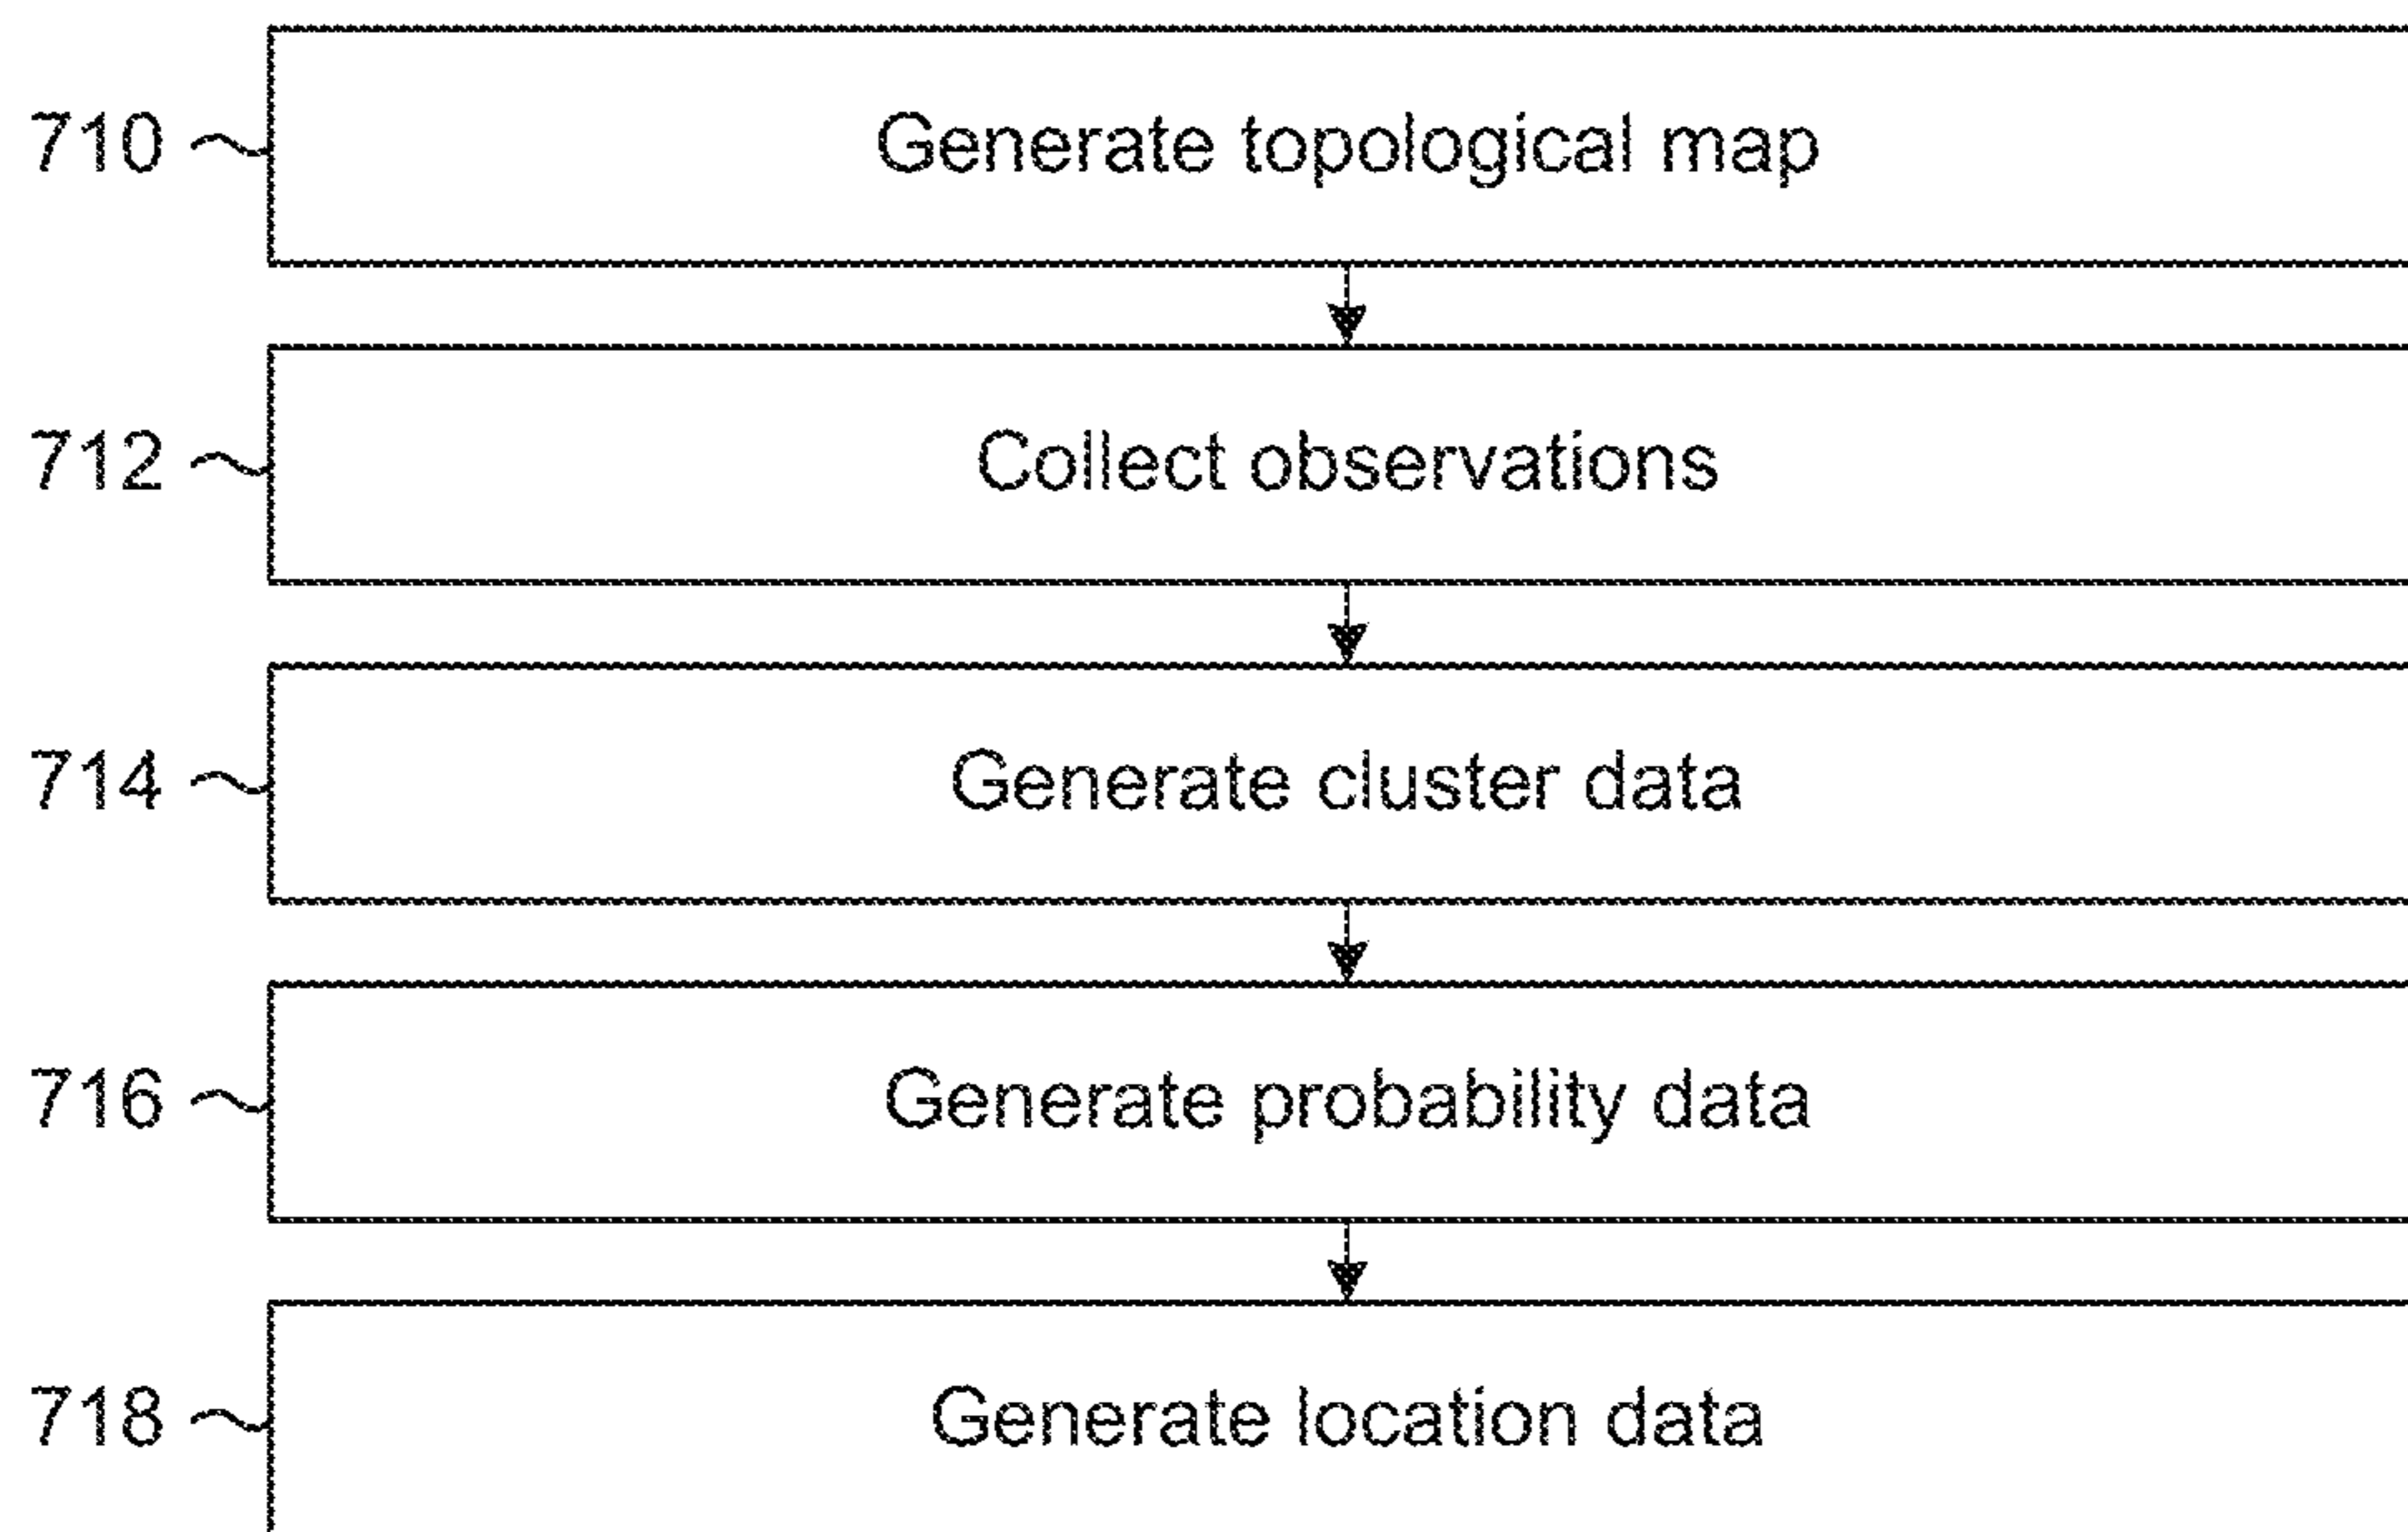 710 Generate topological map
712 Collect observations
714 Generate cluster data
716 Generate probability data
718 Generate location data